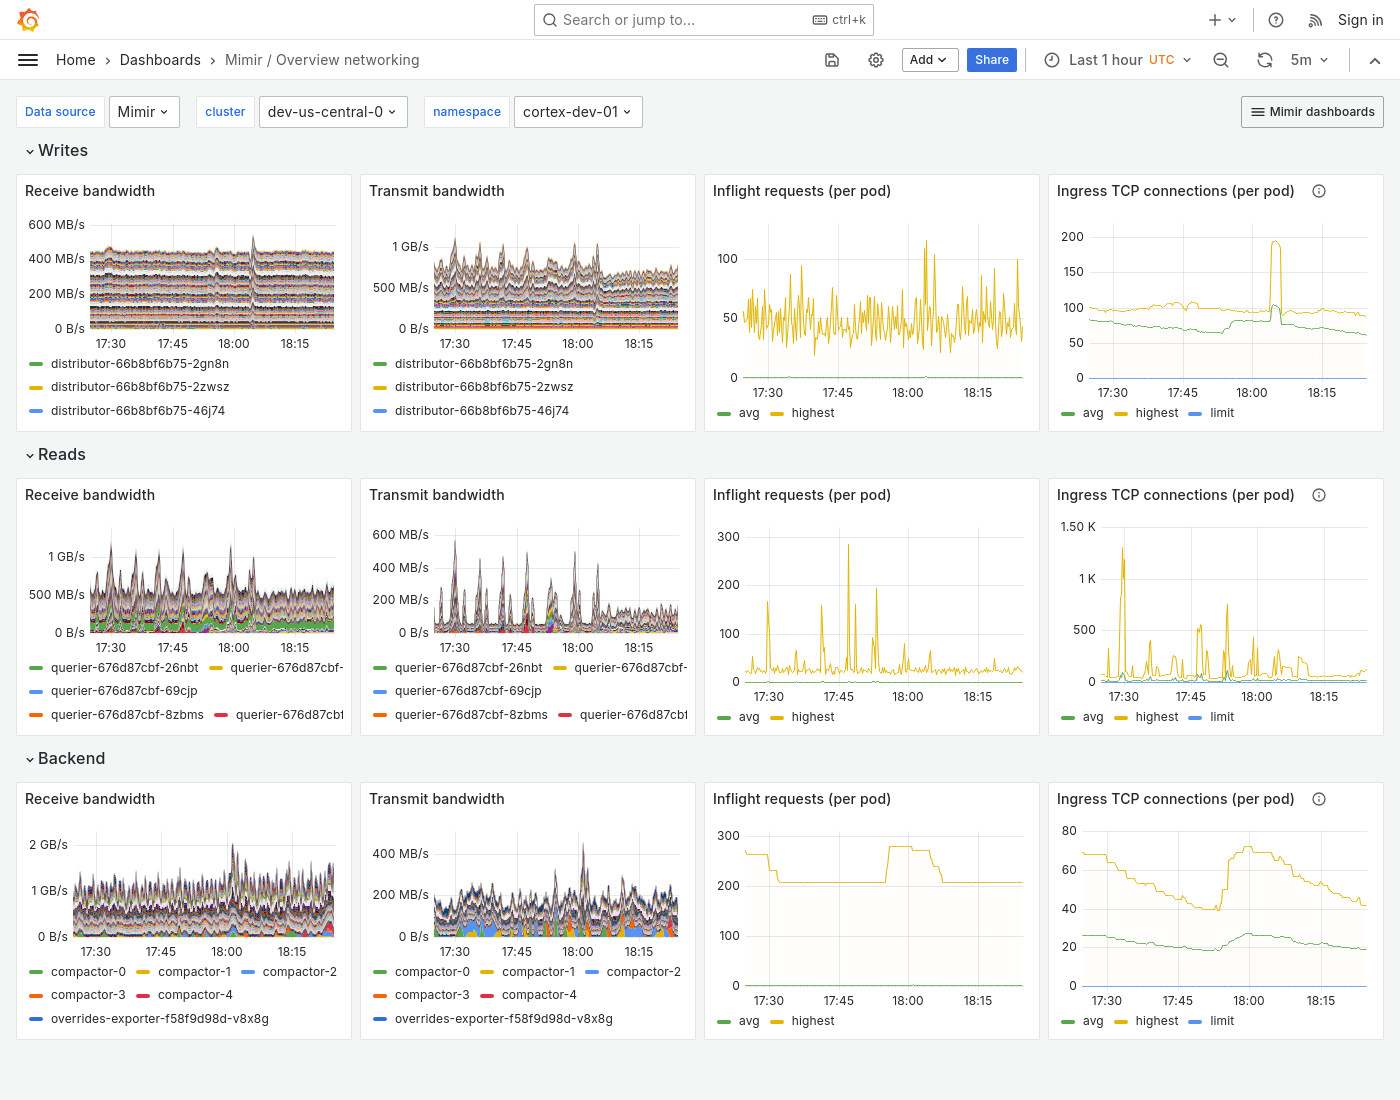 Search or jump to... ctrl+k Sign in
Home Dashboards Mimir / Overview networking Add Share Last 1 hour UTC 5m
Data source Mimir cluster dev-us-central-0 namespace cortex-dev-01 Mimir dashboards
Writes
Receive bandwidth
600 MB/s
400 MB/s
200 MB/s
0 B/s
17:30 17:45 18:00 18:15
distributor-66b8bf6b75-2gn8n
distributor-66b8bf6b75-2zwsz
distributor-66b8bf6b75-46j74
Transmit bandwidth
1 GB/s
500 MB/s
0 B/s
17:30 17:45 18:00 18:15
distributor-66b8bf6b75-2gn8n
distributor-66b8bf6b75-2zwsz
distributor-66b8bf6b75-46j74
Inflight requests (per pod)
100
50
0
17:30 17:45 18:00 18:15
avg highest
Ingress TCP connections (per pod)
200
150
100
50
0
17:30 17:45 18:00 18:15
avg highest limit
Reads
Receive bandwidth
1 GB/s
500 MB/s
0 B/s
17:30 17:45 18:00 18:15
querier-676d87cbf-26nbt querier-676d87cbf-
querier-676d87cbf-69cjp
querier-676d87cbf-8zbms querier-676d87cbf
Transmit bandwidth
600 MB/s
400 MB/s
200 MB/s
0 B/s
17:30 17:45 18:00 18:15
querier-676d87cbf-26nbt querier-676d87cbf-
querier-676d87cbf-69cjp
querier-676d87cbf-8zbms querier-676d87cbf
Inflight requests (per pod)
300
200
100
0
17:30 17:45 18:00 18:15
avg highest
Ingress TCP connections (per pod)
1.50 K
1 K
500
0
17:30 17:45 18:00 18:15
avg highest limit
Backend
Receive bandwidth
2 GB/s
1 GB/s
0 B/s
17:30 17:45 18:00 18:15
compactor-0 compactor-1 compactor-2
compactor-3 compactor-4
overrides-exporter-f58f9d98d-v8x8g
Transmit bandwidth
400 MB/s
200 MB/s
0 B/s
17:30 17:45 18:00 18:15
compactor-0 compactor-1 compactor-2
compactor-3 compactor-4
overrides-exporter-f58f9d98d-v8x8g
Inflight requests (per pod)
300
200
100
0
17:30 17:45 18:00 18:15
avg highest
Ingress TCP connections (per pod)
80
60
40
20
0
17:30 17:45 18:00 18:15
avg highest limit